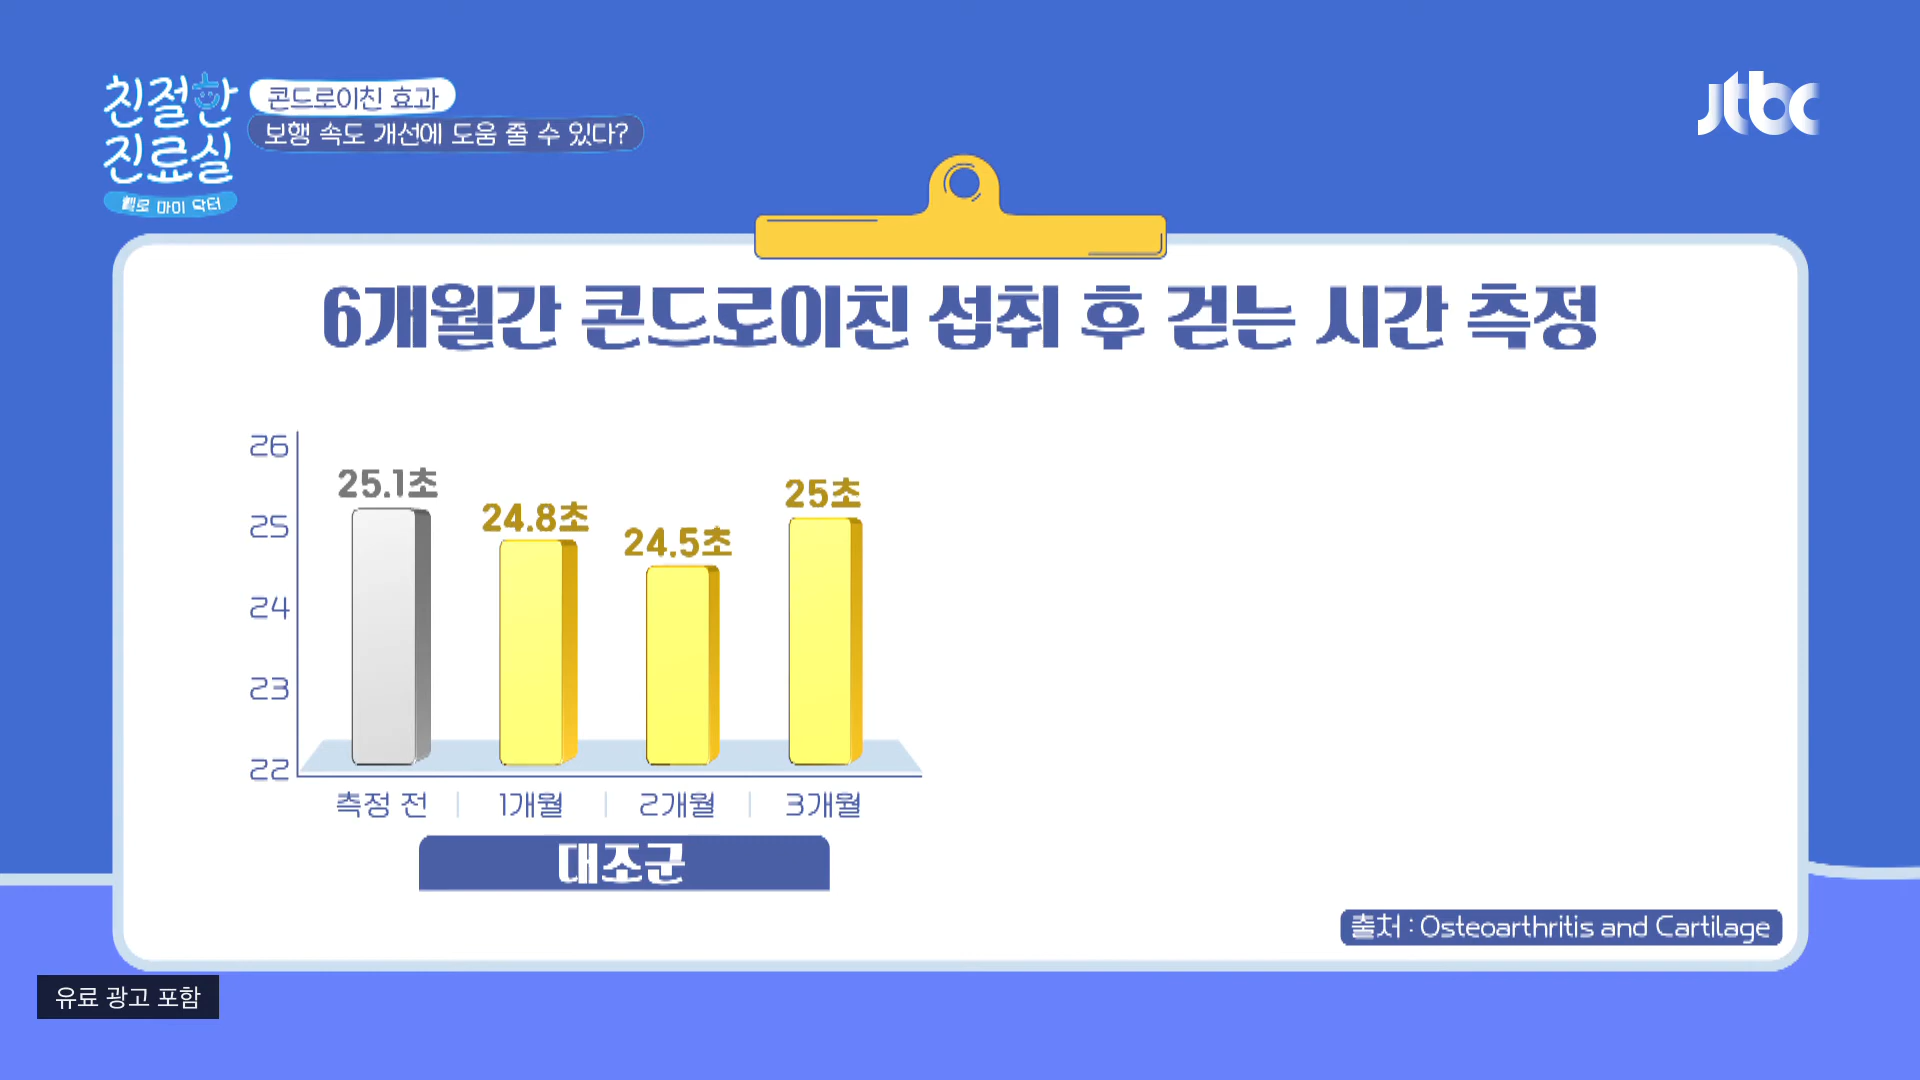 친절한
진료실
헬로 마이 닥터
콘드로이친 효과
보행 속도 개선에 도움 줄 수 있다?
jtbc
6개월간 콘드로이친 섭취 후 걷는 시간 측정
26
25
24
23
22
25.1초
24.8초
24.5초
25초
측정 전 1개월 2개월 3개월
대조군
출처 : Osteoarthritis and Cartilage
유료 광고 포함